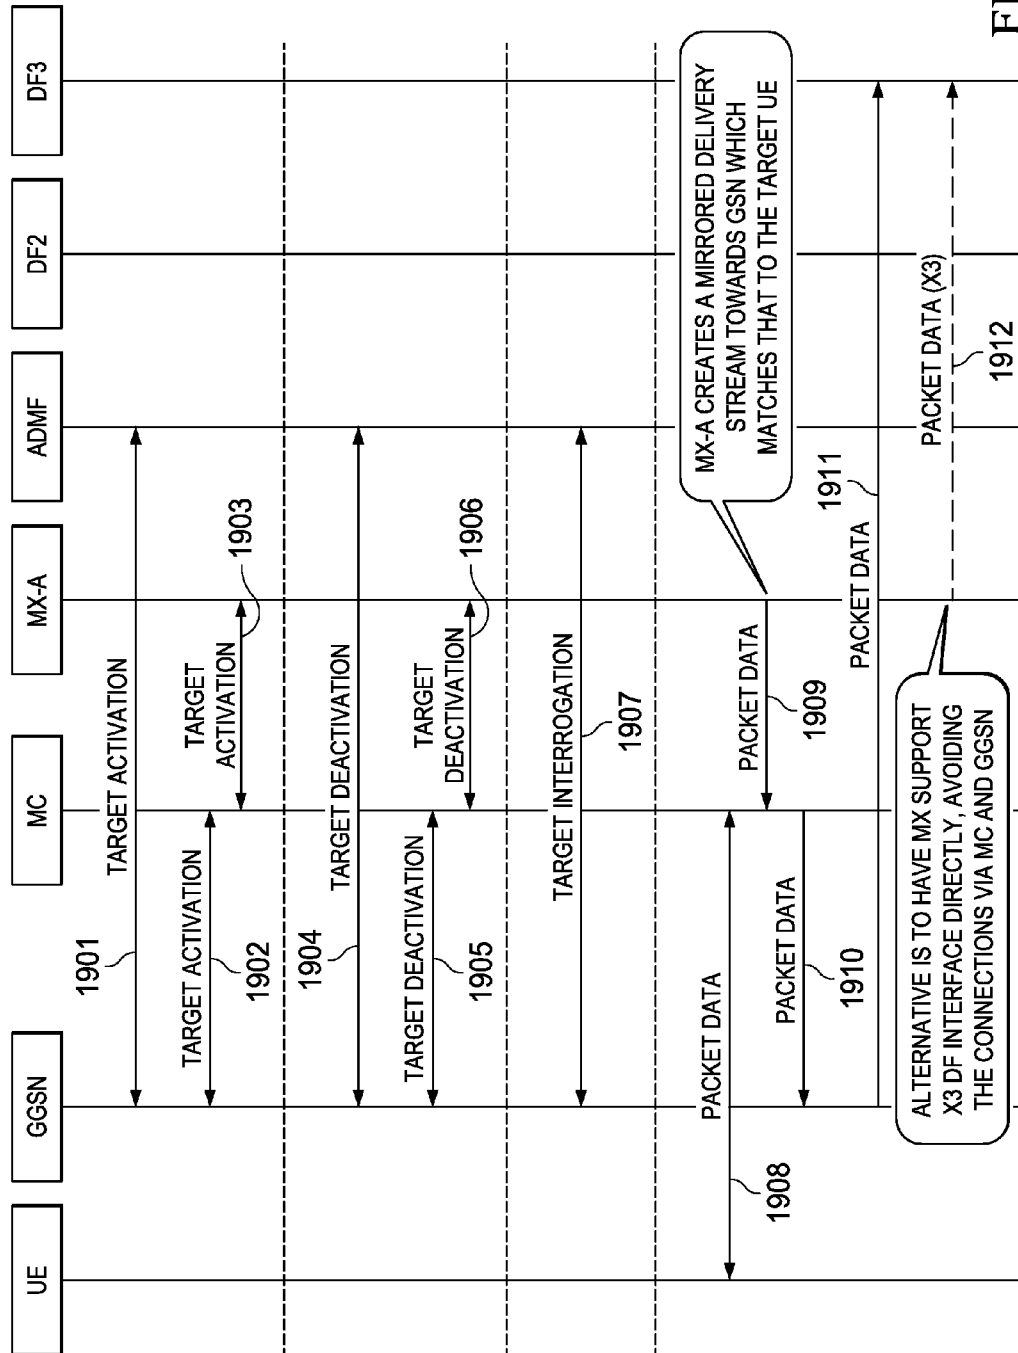 UE
GGSN
MC
MX-A
ADMF
DF2
DF3
1901
TARGET ACTIVATION
TARGET ACTIVATION
1902
TARGET
ACTIVATION
1903
1904
TARGET DEACTIVATION
TARGET DEACTIVATION
1905
TARGET
DEACTIVATION
1906
TARGET INTERROGATION
1907
PACKET DATA
1908
PACKET DATA
1909
MX-A CREATES A MIRRORED DELIVERY
STREAM TOWARDS GSN WHICH
MATCHES THAT TO THE TARGET UE
PACKET DATA
1910
PACKET DATA
1911
PACKET DATA (X3)
1912
ALTERNATIVE IS TO HAVE MX SUPPORT
X3 DF INTERFACE DIRECTLY, AVOIDING
THE CONNECTIONS VIA MC AND GGSN